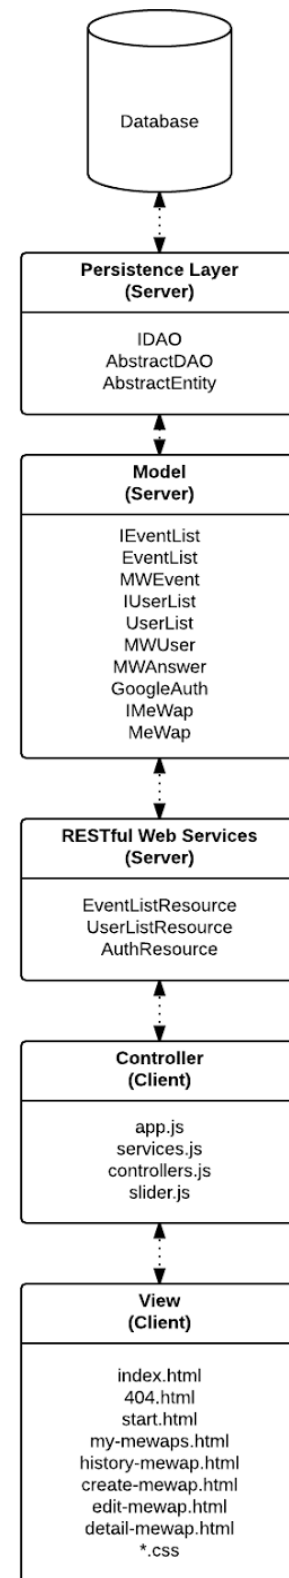 Database
Persistence Layer
(Server)
IDAO
AbstractDAO
AbstractEntity
Model
(Server)
IEventList
EventList
MWEvent
IUserList
UserList
MWUser
MWAnswer
GoogleAuth
IMeWap
MeWap
RESTful Web Services
(Server)
EventListResource
UserListResource
AuthResource
Controller
(Client)
app.js
services.js
controllers.js
slider.js
View
(Client)
index.html
404.html
start.html
my-mewaps.html
history-mewap.html
create-mewap.html
edit-mewap.html
detail-mewap.html
*.css